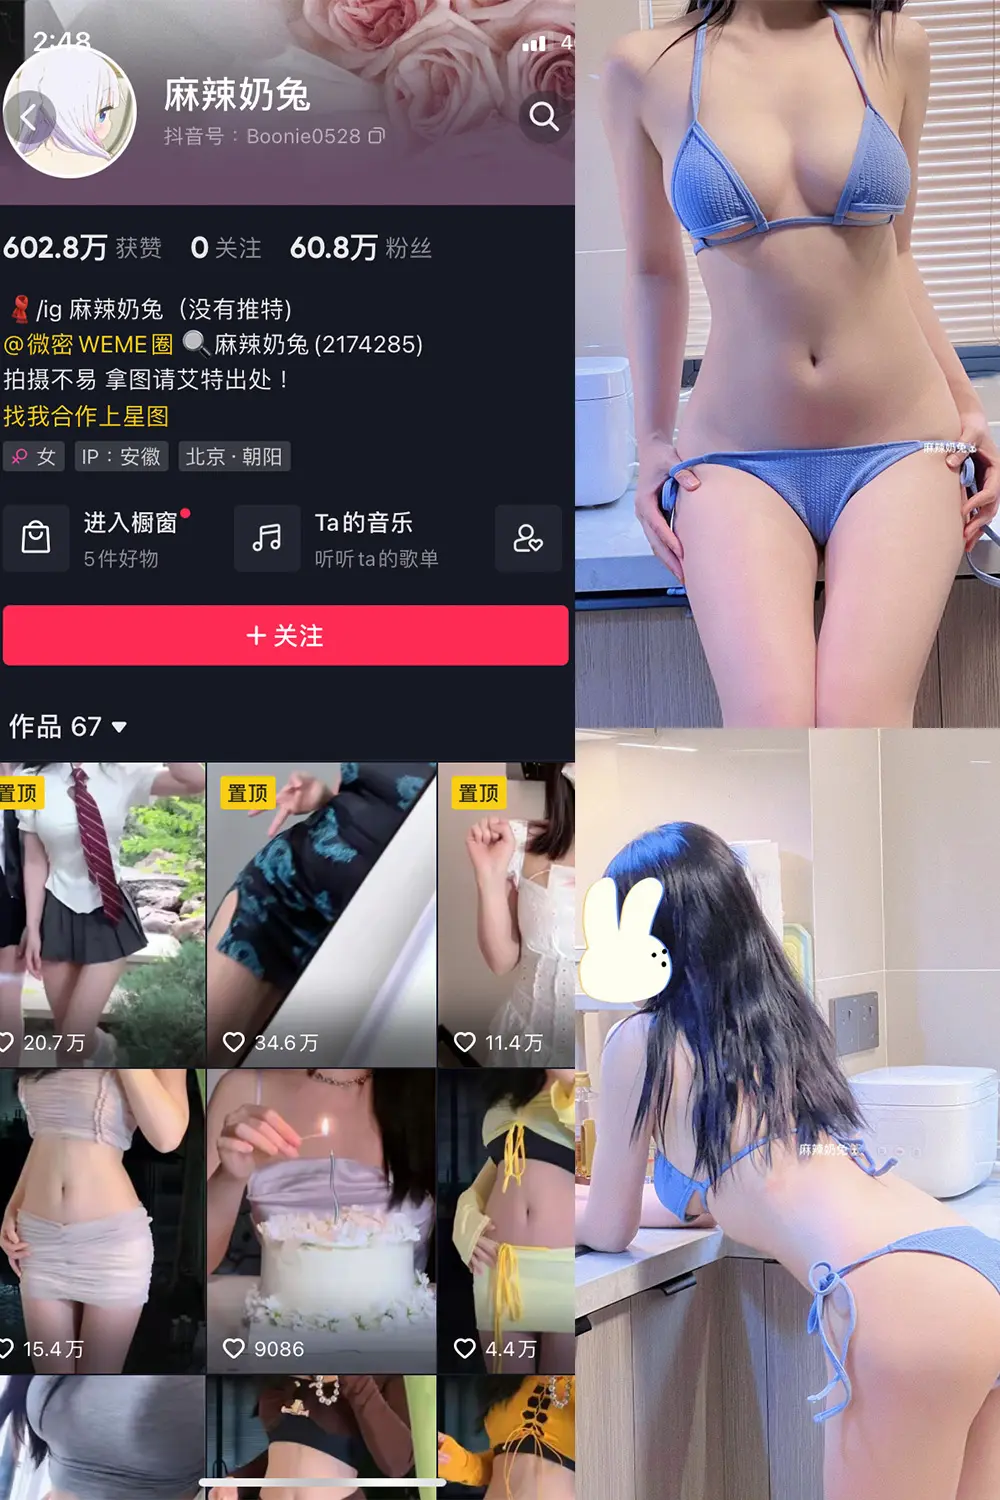 2:48
4
麻辣奶兔
抖音号：Boonie0528
602.8万 获赞 0 关注 60.8万 粉丝
/ig 麻辣奶兔（没有推特）
@微密 WEME圈 麻辣奶兔 (2174285)
拍摄不易 拿图请艾特出处！
找我合作上星图
女 IP：安徽 北京·朝阳
进入橱窗 Ta的音乐
5件好物 听听ta的歌单
+ 关注
作品 67
置顶 置顶 置顶
20.7万 34.6万 11.4万
15.4万 9086 4.4万
麻辣奶兔
麻辣奶兔